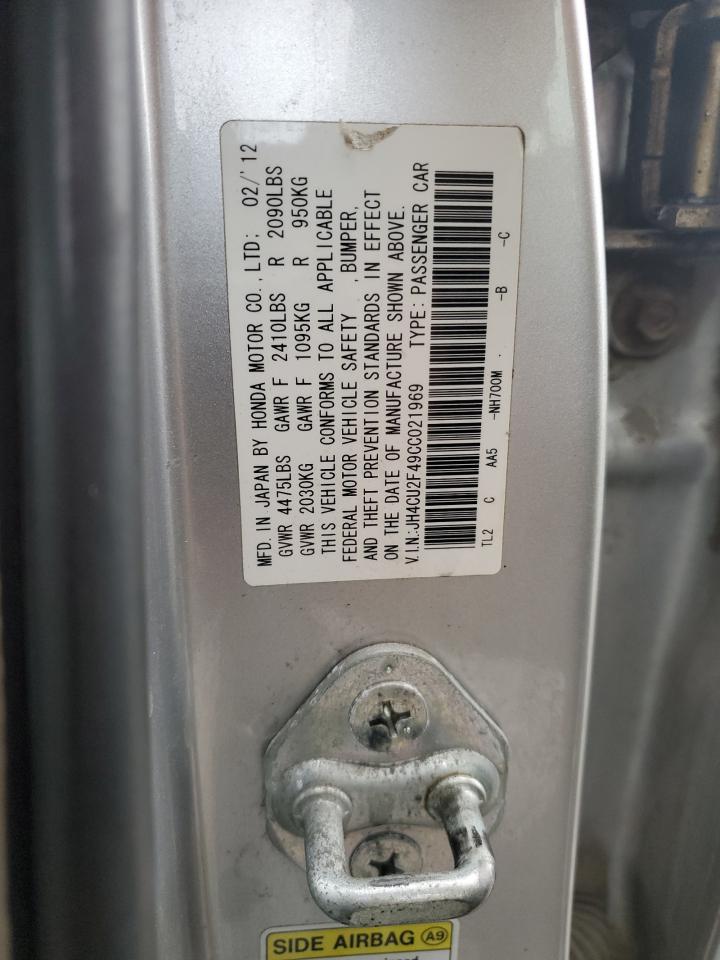 MFD. IN JAPAN BY HONDA MOTOR CO., LTD; 02/'12
GVWR 4475LBS GAWR F 2410LBS R 2090LBS
GVWR 2030KG GAWR F 1095KG R 950KG
THIS VEHICLE CONFORMS TO ALL APPLICABLE
FEDERAL MOTOR VEHICLE SAFETY , BUMPER,
AND THEFT PREVENTION STANDARDS IN EFFECT
ON THE DATE OF MANUFACTURE SHOWN ABOVE.
V.I.N.:JH4CU2F49CC021969 TYPE: PASSENGER CAR
TL2 C AA5 -NH700M . -B -C
SIDE AIRBAG A9